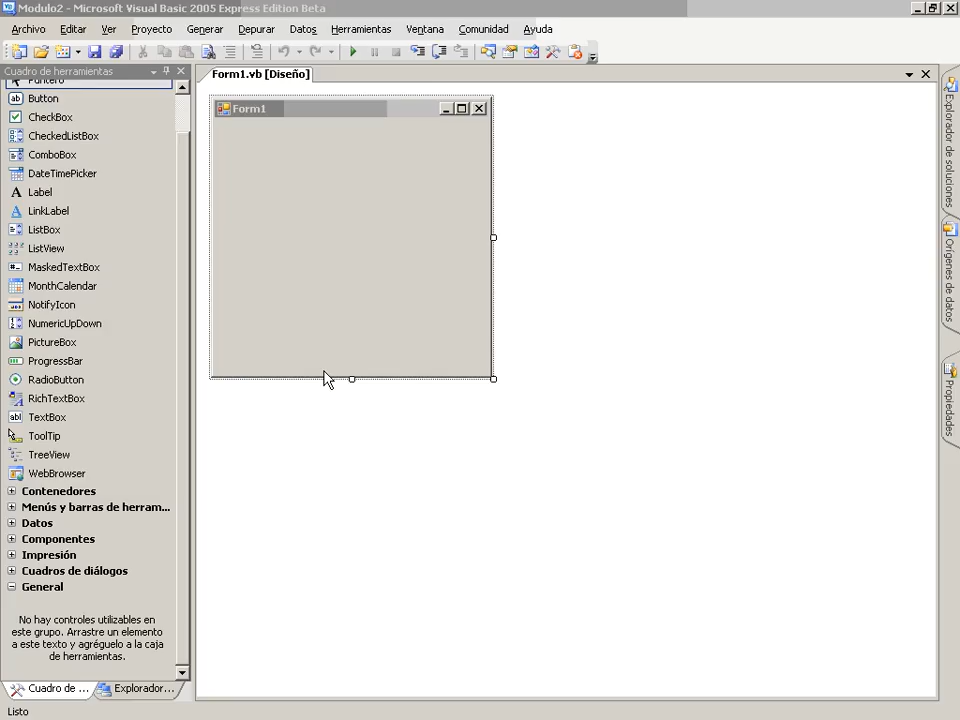 Modulo2 - Microsoft Visual Basic 2005 Express Edition Beta
Archivo Editar Ver Proyecto Generar Depurar Datos Herramientas Ventana Comunidad Ayuda
Cuadro de herramientas
Form1.vb [Diseño]
Puntero
Button
CheckBox
CheckedListBox
ComboBox
DateTimePicker
Label
LinkLabel
ListBox
ListView
MaskedTextBox
MonthCalendar
NotifyIcon
NumericUpDown
PictureBox
ProgressBar
RadioButton
RichTextBox
TextBox
ToolTip
TreeView
WebBrowser
Contenedores
Menús y barras de herram...
Datos
Componentes
Impresión
Cuadros de diálogos
General
No hay controles utilizables en
este grupo. Arrastre un elemento
a este texto y agréguelo a la caja
de herramientas.
Cuadro de ... Explorador...
Form1
Explorador de soluciones
Orígenes de datos
Propiedades
Listo